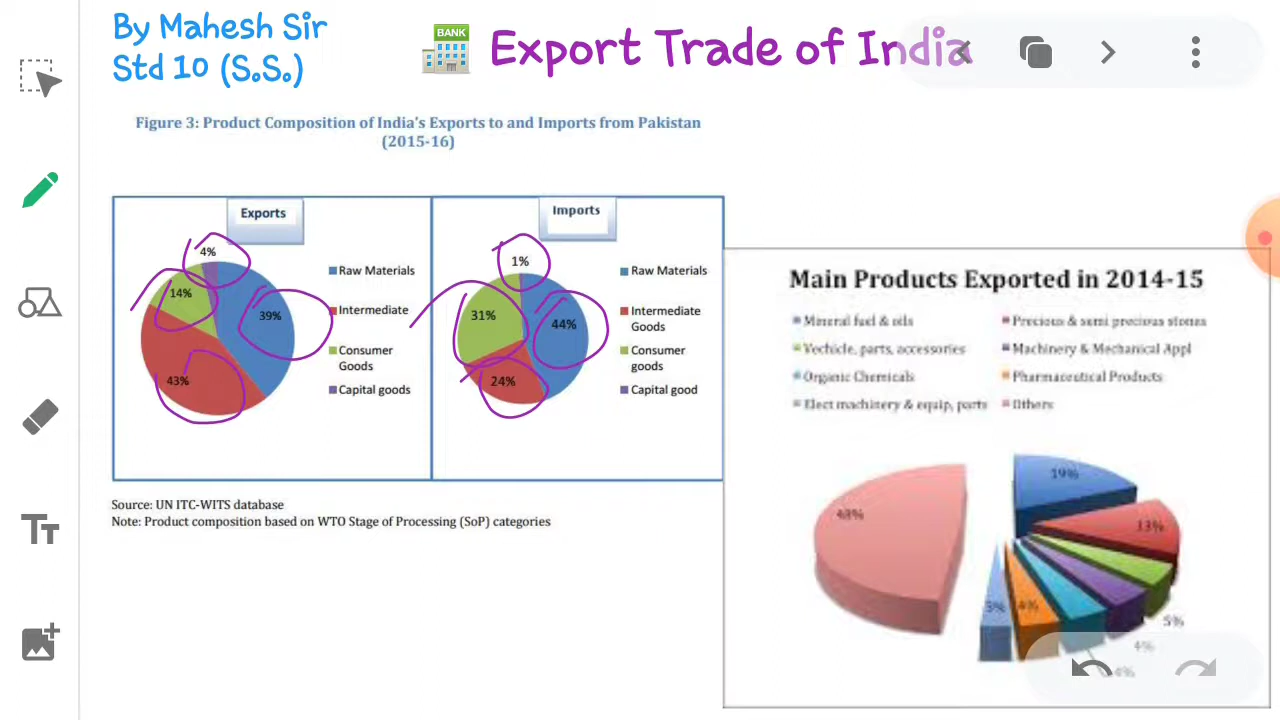 By Mahesh Sir
Std 10 (S.S.)
BANK
Export Trade of India
Figure 3: Product Composition of India's Exports to and Imports from Pakistan
(2015-16)
Exports
4%
14%
39%
43%
Raw Materials
Intermediate
Consumer
Goods
Capital goods
Imports
1%
31%
44%
24%
Raw Materials
Intermediate
Goods
Consumer
goods
Capital good
Source: UN ITC-WITS database
Note: Product composition based on WTO Stage of Processing (SoP) categories
Main Products Exported in 2014-15
Mineral fuel & oils
Precious & semi precious stones
Vechicle, parts, accessories
Machinery & Mechanical Appl
Organic Chemicals
Pharmaceutical Products
Elect machinery & equip, parts
Others
48%
19%
13%
5%
4%
4%
4%
3%
TT